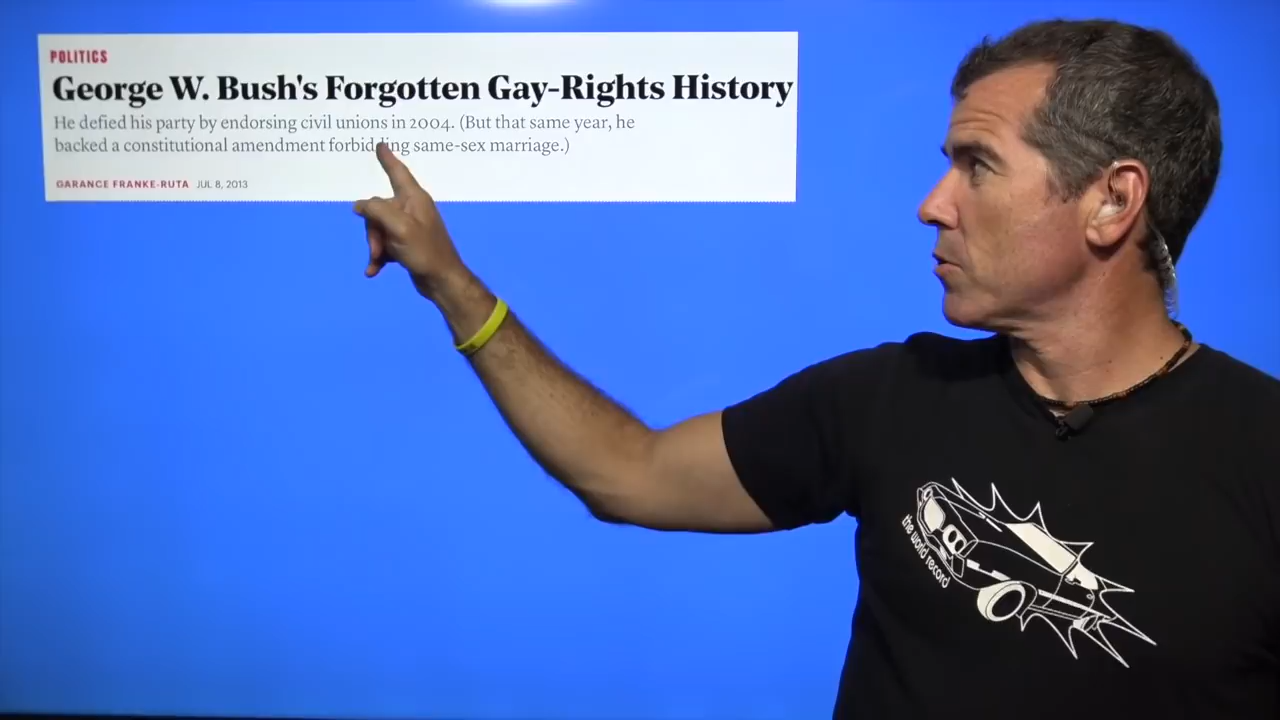 POLITICS
George W. Bush's Forgotten Gay-Rights History
He defied his party by endorsing civil unions in 2004. (But that same year, he
backed a constitutional amendment forbidding same-sex marriage.)
GARANCE FRANKE-RUTA JUL 8, 2013
the world record